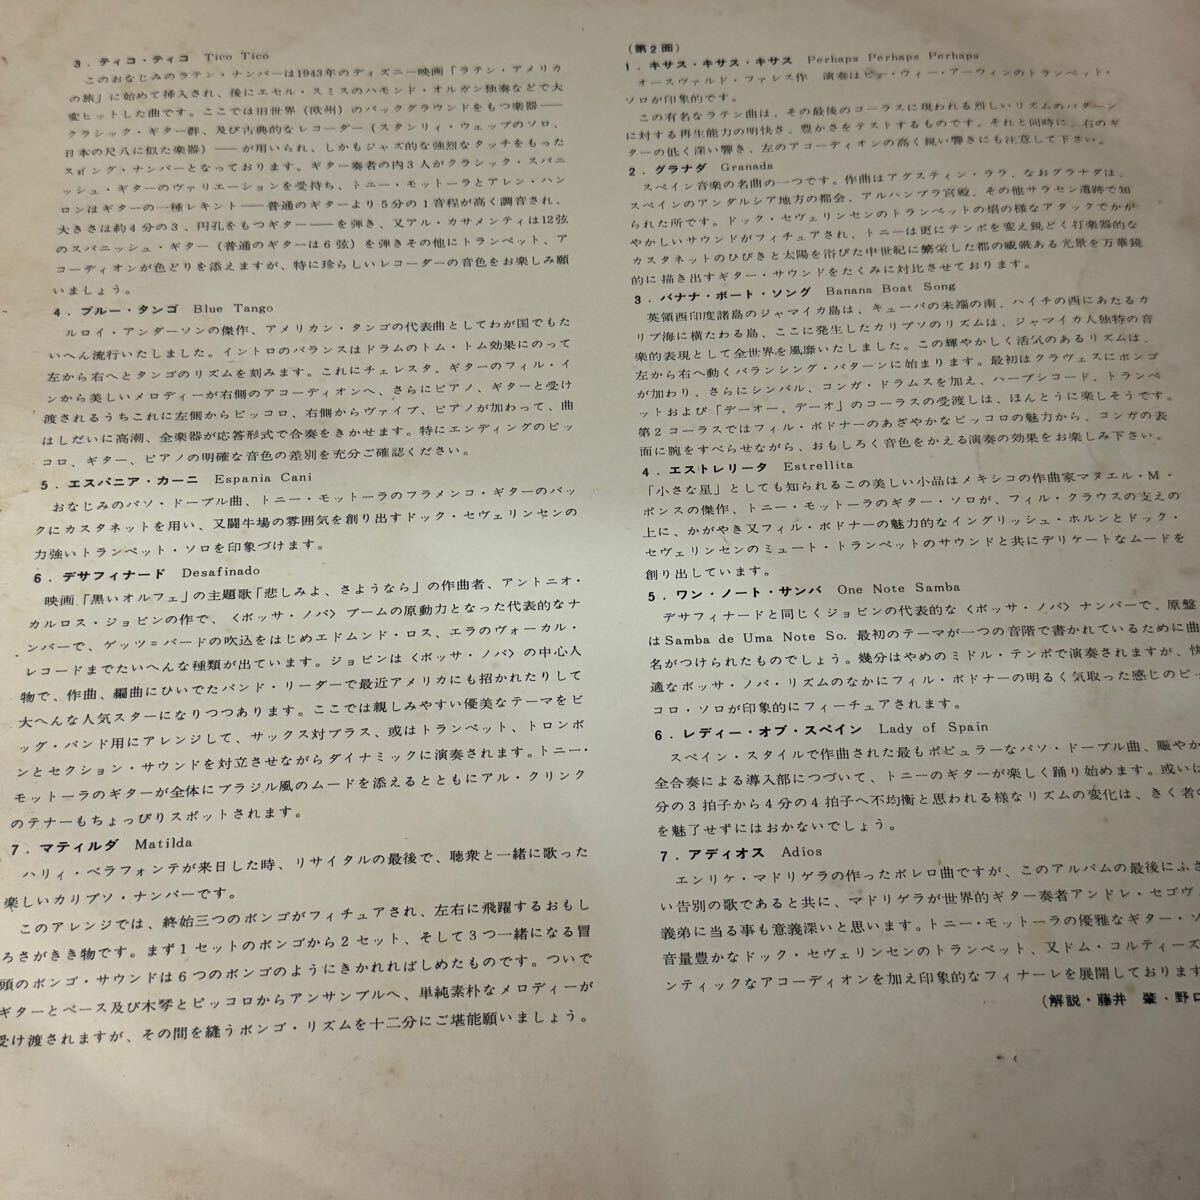 3．ティコ・ティコ Tico Tico
このおなじみのラテン・ナンバーは1943年のディズニー映画「ラテン・アメリカ
の旅」に始めて挿入され、後にエセル・スミスのハモンド・オルガン独奏などで大
変ヒットした曲です。ここでは旧世界（欧州）のバックグラウンドをもつ楽器——
クラシック・ギター群、及び古典的なレコーダー（スタンリィ・ウェッブのソロ、
日本の尺八に似た楽器）——が用いられ、しかもジャズ的な強烈なタッチをもった
スイング・ナンバーとなっております。ギター奏者の内3人がクラシック・スパニ
ッシュ・ギターのヴァリエーションを受持ち、トニー・モットーラとアレン・ハン
ロンはギターの一種レキント——普通のギターより5分の1音程が高く調音され、
大きさは約4分の3、円孔をもつギター——を弾き、又アル・カサメンティは12弦
のスパニッシュ・ギター（普通のギターは6弦）を弾きその他にトランペット、ア
コーディオンが色どりを添えますが、特に珍らしいレコーダーの音色をお楽しみ願
いましょう。
4．ブルー・タンゴ Blue Tango
ルロイ・アンダーソンの傑作、アメリカン・タンゴの代表曲としてわが国でもた
いへん流行いたしました。イントロのバランスはドラムのトム・トム効果にのって
左から右へとタンゴのリズムを刻みます。これにチェレスタ、ギターのフィル・イ
ンから美しいメロディーが右側のアコーディオンへ、さらにピアノ、ギターと受け
渡されるうちこれに左側からピッコロ、右側からヴァイブ、ピアノが加わって、曲
はしだいに高潮、全楽器が応答形式で合奏をきかせます。特にエンディングのピッ
コロ、ギター、ピアノの明確な音色の差別を充分ご確認ください。
5．エスパニア・カーニ Espania Cani
おなじみのパソ・ドーブル曲、トニー・モットーラのフラメンコ・ギターのバッ
クにカスタネットを用い、又闘牛場の雰囲気を創り出すドック・セヴェリンセンの
力強いトランペット・ソロを印象づけます。
6．デサフィナード Desafinado
映画「黒いオルフェ」の主題歌「悲しみよ、さようなら」の作曲者、アントニオ・
カルロス・ジョビンの作で、〈ボッサ・ノバ〉ブームの原動力となった代表的なナ
ンバーで、ゲッツ＝バードの吹込をはじめエドムンド・ロス、エラのヴォーカル・
レコードまでたいへんな種類が出ています。ジョビンは〈ボッサ・ノバ〉の中心人
物で、作曲、編曲にひいでたバンド・リーダーで最近アメリカにも招かれたりして
大へんな人気スターになりつつあります。ここでは親しみやすい優美なテーマをビ
ッグ・バンド用にアレンジして、サックス対ブラス、或はトランペット、トロンボ
ンとセクション・サウンドを対立させながらダイナミックに演奏されます。トニー・
モットーラのギターが全体にブラジル風のムードを添えるとともにアル・クリンク
のテナーもちょっぴりスポットされます。
7．マティルダ Matilda
ハリィ・ベラフォンテが来日した時、リサイタルの最後で、聴衆と一緒に歌った
楽しいカリプソ・ナンバーです。
このアレンジでは、終始三つのボンゴがフィチュアされ、左右に飛躍するおもし
ろさがきき物です。まず1セットのボンゴから2セット、そして3つ一緒になる冒
頭のボンゴ・サウンドは6つのボンゴのようにきかれればしめたものです。ついで
ギターとベース及び木琴とピッコロからアンサンブルへ、単純素朴なメロディーが
受け渡されますが、その間を縫うボンゴ・リズムを十二分にご堪能願いましょう。
（第2面）
1．キサス・キサス・キサス Perhaps Perhaps Perhaps
オースヴァルド・ファレス作 演奏はピー・ウィー・アーウィンのトランペット・
ソロが印象的です。
この有名なラテン曲は、その最後のコーラスに現われる烈しいリズムのパターン
に対する再生能力の明快さ、豊かさをテストするものです。それと同時に、右のギ
ターの低く深い響き、左のアコーディオンの高く鋭い響きにも注意して下さい。
2．グラナダ Granada
スペイン音楽の名曲の一つです。作曲はアグスティン・ララ、なおグラナダは、
スペインのアンダルシア地方の都会、アルハンブラ宮殿、その他サラセン遺跡で知
られた所です。ドック・セヴェリンセンのトランペットの焰の様なアタックでかが
やかしいサウンドがフィチュアされ、トニーは更にテンポを変え鋭どく打楽器的な
カスタネットのひびきと太陽を浴びた中世紀に繁栄した都の威厳ある光景を万華鏡
的に描き出すギター・サウンドをたくみに対比させております。
3．バナナ・ボート・ソング Banana Boat Song
英領西印度諸島のジャマイカ島は、キューバの末端の南、ハイチの西にあたるカ
リブ海に横たわる島、ここに発生したカリプソのリズムは、ジャマイカ人独特の音
楽的表現として全世界を風靡いたしました。この輝やかしく活気のあるリズムは、
左から右へ動くバランシング・パターンに始まります。最初はクラヴェスにボンゴ
が加わり、さらにシンバル、コンガ・ドラムスを加え、ハープシコード、トランペ
ットおよび「デーオー、デーオ」のコーラスの受渡しは、ほんとうに楽しそうです。
第2コーラスではフィル・ボドナーのあざやかなピッコロの魅力から、コンガの表
面に腕をすべらせながら、おもしろく音色をかえる演奏の効果をお楽しみ下さい。
4．エストレリータ Estrellita
「小さな星」としても知られるこの美しい小品はメキシコの作曲家マヌエル・M・
ポンスの傑作、トニー・モットーラのギター・ソロが、フィル・クラウスの支えの
上に、かがやき又フィル・ボドナーの魅力的なイングリッシュ・ホルンとドック・
セヴェリンセンのミュート・トランペットのサウンドと共にデリケートなムードを
創り出しています。
5．ワン・ノート・サンバ One Note Samba
デサフィナードと同じくジョビンの代表的な〈ボッサ・ノバ〉ナンバーで、原盤
はSamba de Uma Note So. 最初のテーマが一つの音階で書かれているために曲
名がつけられたものでしょう。幾分はやめのミドル・テンポで演奏されますが、快
適なボッサ・ノバ・リズムのなかにフィル・ボドナーの明るく気取った感じのピッ
コロ・ソロが印象的にフィーチュアされます。
6．レディー・オブ・スペイン Lady of Spain
スペイン・スタイルで作曲された最もポピュラーなパソ・ドーブル曲、賑やか
全合奏による導入部につづいて、トニーのギターが楽しく踊り始めます。或いは
分の3拍子から4分の4拍子へ不均衡と思われる様なリズムの変化は、きく者の
を魅了せずにはおかないでしょう。
7．アディオス Adios
エンリケ・マドリゲラの作ったボレロ曲ですが、このアルバムの最後にふさ
い告別の歌であると共に、マドリゲラが世界的ギター奏者アンドレ・セゴヴ
義弟に当る事も意義深いと思います。トニー・モットーラの優雅なギター・ソ
音量豊かなドック・セヴェリンセンのトランペット、又ドム・コルティーズ
ンティックなアコーディオンを加え印象的なフィナーレを展開しております
（解説・藤井 肇・野口